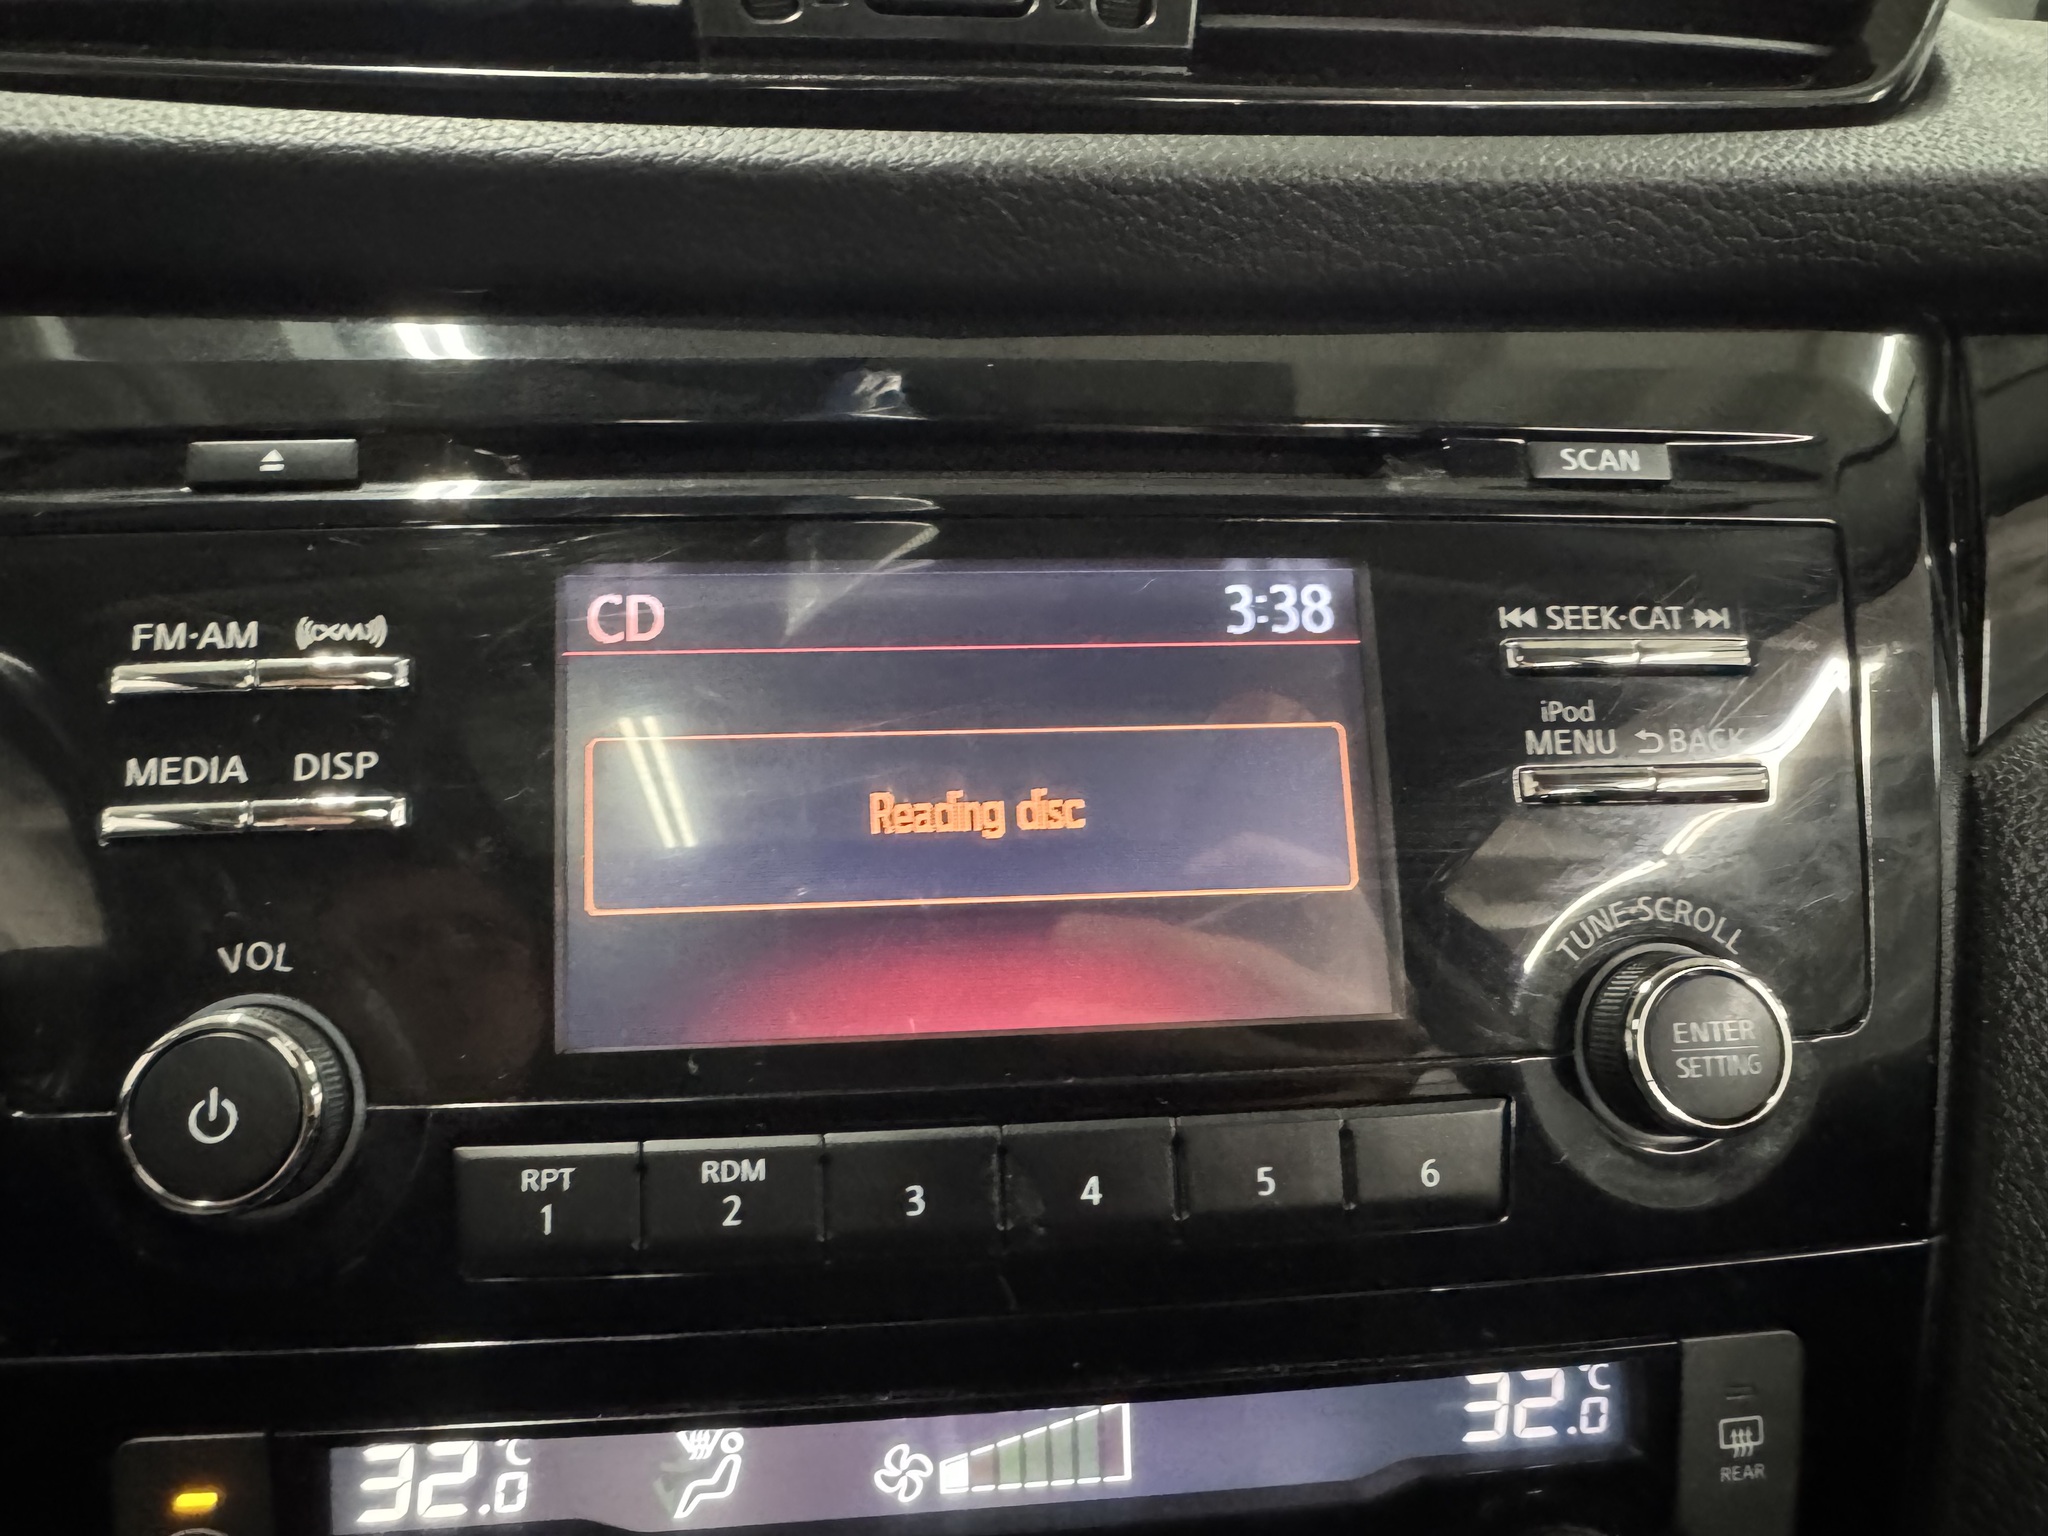 SCAN
CD 3:38
FM·AM XM
SEEK·CAT
iPod
MEDIA DISP
MENU BACK
Reading disc
VOL
TUNE·SCROLL
ENTER
SETTING
RPT RDM
1 2 3 4 5 6
32.0 °C 32.0 °C
REAR